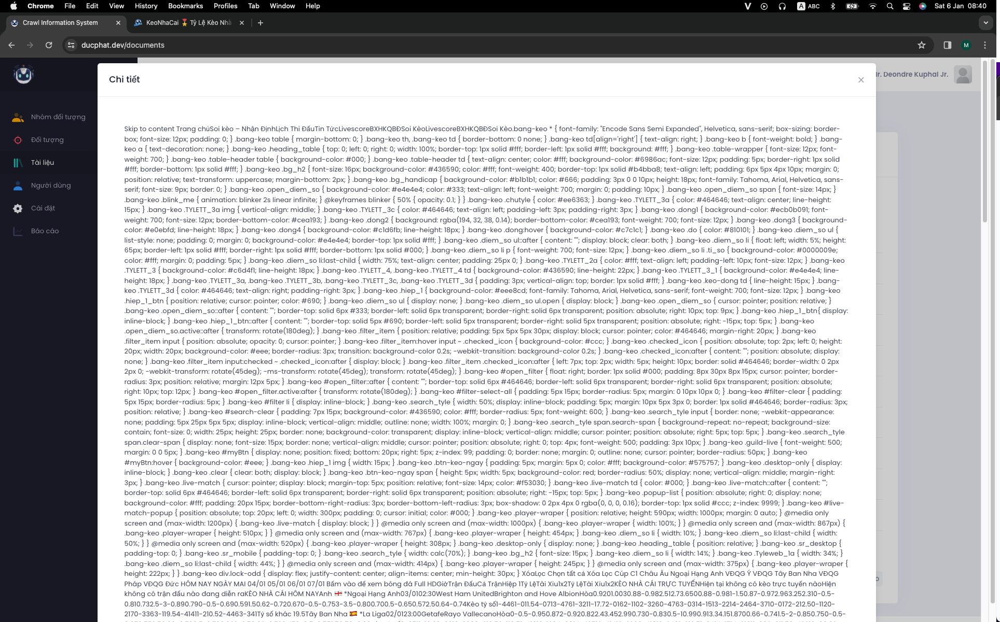 Chrome File Edit View History Bookmarks Profiles Tab Window Help
A ABC Sat 6 Jan 08:40
Crawl Information System
KeoNhaCai 🎖️ Tỷ Lệ Kèo Nhà
ducphat.dev/documents
M
Chi tiết
Ir. Deondre Kuphal Jr.
Nhóm đối tượng
Đối tượng
Tài liệu
Người dùng
Cài đặt
Báo cáo
Skip to content Trang chủSoi kèo – Nhận ĐịnhLịch Thi ĐấuTin TứcLivescoreBXHKQBĐSoi KèoLivescoreBXHKQBĐSoi Kèo.bang-keo * { font-family: "Encode Sans Semi Expanded", Helvetica, sans-serif; box-sizing: border-
box; font-size: 12px; padding: 0; } .bang-keo table { margin-bottom: 0; } .bang-keo th, .bang-keo td { border-bottom: 0 none; } .bang-keo td[align='right'] { text-align: right; } .bang-keo b { font-weight: bold; } .bang-
keo a { text-decoration: none; } .bang-keo .heading_table { top: 0; left: 0; right: 0; width: 100%; border-top: 1px solid #fff; border-left: 1px solid #fff; background: #fff; } .bang-keo .table-wrapper { font-size: 12px; font-
weight: 700; } .bang-keo .table-header table { background-color: #000; } .bang-keo .table-header td { text-align: center; color: #fff; background-color: #6986ac; font-size: 12px; padding: 5px; border-right: 1px solid
#fff; border-bottom: 1px solid #fff; } .bang-keo .bg_h2 { font-size: 16px; background-color: #436590; color: #fff; font-weight: 400; border-top: 1px solid #b4bba8; text-align: left; padding: 6px 5px 4px 10px; margin: 0;
position: relative; text-transform: uppercase; margin-bottom: 2px; } .bang-keo .bg_handicap { background-color: #b1b1b1; color: #666; padding: 3px 0 0 10px; height: 18px; font-family: Tahoma, Arial, Helvetica, sans-
serif; font-size: 9px; border: 0; } .bang-keo .open_diem_so { background-color: #e4e4e4; color: #333; text-align: left; font-weight: 700; margin: 0; padding: 10px; } .bang-keo .open_diem_so span { font-size: 14px; }
.bang-keo .blink_me { animation: blinker 2s linear infinite; } @keyframes blinker { 50% { opacity: 0.1; } } .bang-keo .chutyle { color: #ee6363; } .bang-keo .TYLETT_3a { color: #464646; text-align: center; line-height:
15px; } .bang-keo .TYLETT_3a img { vertical-align: middle; } .bang-keo .TYLETT_3c { color: #464646; text-align: left; padding-left: 3px; padding-right: 3px; } .bang-keo .dong1 { background-color: #ecb0b091; font-
weight: 700; font-size: 12px; border-bottom-color: #cea193; } .bang-keo .dong2 { background: rgba(194, 32, 38, 0.14); border-bottom-color: #cea193; font-weight: 700; font-size: 12px; } .bang-keo .dong3 { background-
color: #e0ebfd; line-height: 18px; } .bang-keo .dong4 { background-color: #c1d6fb; line-height: 18px; } .bang-keo .dong:hover { background-color: #c7c1c1; } .bang-keo .do { color: #810101; } .bang-keo .diem_so ul {
list-style: none; padding: 0; margin: 0; background-color: #e4e4e4; border-top: 1px solid #fff; } .bang-keo .diem_so ul::after { content: ""; display: block; clear: both; } .bang-keo .diem_so li { float: left; width: 5%; height:
65px; border-left: 1px solid #fff; border-right: 1px solid #fff; border-bottom: 1px solid #000; } .bang-keo .diem_so li p { font-weight: 700; font-size: 12px; } .bang-keo .diem_so li .ti_so { background-color: #0000009e;
color: #fff; margin: 0; padding: 5px; } .bang-keo .diem_so li:last-child { width: 75%; text-align: center; padding: 25px 0; } .bang-keo .TYLETT_2a { color: #fff; text-align: left; padding-left: 10px; font-size: 12px; } .bang-keo
.TYLETT_3 { background-color: #c6d4f1; line-height: 18px; } .bang-keo .TYLETT_4, .bang-keo .TYLETT_4 td { background-color: #436590; line-height: 22px; } .bang-keo .TYLETT_3_1 { background-color: #e4e4e4; line-
height: 18px; } .bang-keo .TYLETT_3a, .bang-keo .TYLETT_3b, .bang-keo .TYLETT_3c, .bang-keo .TYLETT_3d { padding: 3px; vertical-align: top; border: 1px solid #fff; } .bang-keo .keo-dong td { line-height: 15px; } .bang-
keo .TYLETT_3d { color: #464646; text-align: right; padding-right: 3px; } .bang-keo .hiep_1 { background-color: #eee8cd; font-family: Tahoma, Arial, Helvetica, sans-serif; font-weight: 700; font-size: 12px; } .bang-keo
.hiep_1_btn { position: relative; cursor: pointer; color: #690; } .bang-keo .diem_so ul { display: none; } .bang-keo .diem_so ul.open { display: block; } .bang-keo .open_diem_so { cursor: pointer; position: relative; }
.bang-keo .open_diem_so::after { content: ""; border-top: solid 6px #333; border-left: solid 6px transparent; border-right: solid 6px transparent; position: absolute; right: 10px; top: 9px; } .bang-keo .hiep_1_btn{ display:
inline-block; } .bang-keo .hiep_1_btn::after { content: ""; border-top: solid 5px #690; border-left: solid 5px transparent; border-right: solid 5px transparent; position: absolute; right: -15px; top: 5px; } .bang-keo
.open_diem_so.active::after { transform: rotate(180deg); } .bang-keo .filter_item { position: relative; padding: 5px 5px 5px 30px; display: block; cursor: pointer; color: #464646; margin-right: 20px; } .bang-keo
.filter_item input { position: absolute; opacity: 0; cursor: pointer; } .bang-keo .filter_item:hover input ~ .checked_icon { background-color: #ccc; } .bang-keo .checked_icon { position: absolute; top: 2px; left: 0; height:
20px; width: 20px; background-color: #eee; border-radius: 3px; transition: background-color 0.2s; -webkit-transition: background-color 0.2s; } .bang-keo .checked_icon:after { content: ""; position: absolute; display:
none; } .bang-keo .filter_item input:checked ~ .checked_icon:after { display: block; } .bang-keo .filter_item .checked_icon:after { left: 7px; top: 2px; width: 5px; height: 10px; border: solid #464646; border-width: 0 2px
2px 0; -webkit-transform: rotate(45deg); -ms-transform: rotate(45deg); transform: rotate(45deg); } .bang-keo #open_filter { float: right; border: 1px solid #000; padding: 8px 30px 8px 15px; cursor: pointer; border-
radius: 3px; position: relative; margin: 12px 5px; } .bang-keo #open_filter::after { content: ""; border-top: solid 6px #464646; border-left: solid 6px transparent; border-right: solid 6px transparent; position: absolute;
right: 10px; top: 12px; } .bang-keo #open_filter.active:after { transform: rotate(180deg); } .bang-keo #filter-select-all { padding: 5px 15px; border-radius: 5px; margin: 0 10px 10px 0; } .bang-keo #filter-clear { padding:
5px 15px; border-radius: 5px; } .bang-keo #filter li { display: inline-block; } .bang-keo .search_tyle { width: 50%; display: inline-block; padding: 5px; margin: 10px 5px 3px 0; border: 1px solid #464646; border-radius: 3px;
position: relative; } .bang-keo #search-clear { padding: 7px 15px; background-color: #436590; color: #fff; border-radius: 5px; font-weight: 600; } .bang-keo .search_tyle input { border: none; -webkit-appearance:
none; padding: 5px 25px 5px 5px; display: inline-block; vertical-align: middle; outline: none; width: 100%; margin: 0; } .bang-keo .search_tyle span.search-span { background-repeat: no-repeat; background-size:
contain; font-size: 0; width: 25px; height: 25px; border: none; background-color: transparent; display: inline-block; vertical-align: middle; cursor: pointer; position: absolute; right: 5px; top: 5px; } .bang-keo .search_tyle
span.clear-span { display: none; font-size: 15px; border: none; vertical-align: middle; cursor: pointer; position: absolute; right: 0; top: 4px; font-weight: 500; padding: 3px 10px; } .bang-keo .guild-live { font-weight: 500;
margin: 0 0 5px; } .bang-keo #myBtn { display: none; position: fixed; bottom: 20px; right: 5px; z-index: 99; padding: 0; border: none; margin: 0; outline: none; cursor: pointer; border-radius: 50px; } .bang-keo
#myBtn:hover { background-color: #eee; } .bang-keo .hiep_1 img { width: 15px; } .bang-keo .btn-keo-ngay { padding: 5px; margin: 5px 0; color: #fff; background-color: #575757; } .bang-keo .desktop-only { display:
inline-block; } .bang-keo .clear { clear: both; display: block; } .bang-keo .btn-keo-ngay span { height: 5px; width: 5px; background-color: red; border-radius: 50%; display: none; vertical-align: middle; margin-right:
3px; } .bang-keo .live-match { cursor: pointer; display: block; margin-top: 5px; position: relative; font-size: 14px; color: #f53030; } .bang-keo .live-match td { color: #000; } .bang-keo .live-match::after { content: "";
border-top: solid 6px #464646; border-left: solid 6px transparent; border-right: solid 6px transparent; position: absolute; right: -15px; top: 5px; } .bang-keo .popup-list { position: absolute; right: 0; display: none;
background-color: #fff; padding: 20px 15px; border-bottom-right-radius: 3px; border-bottom-left-radius: 3px; box-shadow: 0 2px 4px 0 rgba(0, 0, 0, 0.16); border-top: 1px solid #ccc; z-index: 9999; } .bang-keo #live-
match-popup { position: absolute; top: 20px; left: 0; width: 300px; padding: 0; cursor: initial; color: #000; } .bang-keo .player-wraper { position: relative; height: 590px; width: 1000px; margin: 0 auto; } @media only
screen and (max-width: 1200px) { .bang-keo .live-match { display: block; } } @media only screen and (max-width: 1000px) { .bang-keo .player-wraper { width: 100%; } } @media only screen and (max-width: 867px) {
.bang-keo .player-wraper { height: 510px; } } @media only screen and (max-width: 767px) { .bang-keo .player-wraper { height: 454px; } .bang-keo .diem_so li { width: 10%; } .bang-keo .diem_so li:last-child { width:
50%; } } @media only screen and (max-width: 520px) { .bang-keo .player-wraper { height: 308px; } .bang-keo .desktop-only { display: none; } .bang-keo .heading_table { position: relative; } .bang-keo .sr_desktop {
padding-top: 0; } .bang-keo .sr_mobile { padding-top: 0; } .bang-keo .search_tyle { width: calc(70%); } .bang-keo .bg_h2 { font-size: 15px; } .bang-keo .diem_so li { width: 14%; } .bang-keo .Tyleweb_1a { width: 34%; }
.bang-keo .diem_so li:last-child { width: 44%; } } @media only screen and (max-width: 414px) { .bang-keo .player-wraper { height: 245px; } } @media only screen and (max-width: 375px) { .bang-keo .player-wraper {
height: 222px; } } .bang-keo div.lock-odd { display: flex; justify-content: center; align-items: center; min-height: 30px; } XóaLọc Chọn tất cả Xóa Lọc Cúp C1 Châu Âu Ngoại Hạng Anh VĐQG Ý VĐQG Tây Ban Nha VĐQG
Pháp VĐQG Đức HÔM NAY NGÀY MAI 04/01 05/01 06/01 07/01 Bấm vào để xem bóng đá Full HDGiờTrận ĐấuCả TrậnHiệp 1Tỷ LệTài Xiu1x2Tỷ LệTài Xiu1x2KÈO NHÀ CÁI TRỰC TUYẾNHiện tại không có kèo trực tuyến nàoHiện
không có trận đấu nào đang diễn raKÈO NHÀ CÁI HÔM NAYAnh 🏴󠁧󠁢󠁥󠁮󠁧󠁿 *Ngoại Hạng Anh03/0102:30West Ham UnitedBrighton and Hove AlbionHòa0.9201.0030.88-0.982.512.73.6500.88-0.981-1.50.87-0.972.963.252.310-0.5-
0.810.732.5-3-0.890.790-0.5-0.690.591.50.62-0.720.670-0.5-0.753-3.5-0.800.700.5-0.650.572.50.64-0.74Kèo tỷ số1-4461-011.54-0713-4761-3211-17.72-0162-1102-3260-4763-0314-1513-2214-2464-3710-0172-212.50-1120-
2170-3363-119.54-41411-210.52-4463-341Tỷ số khác 19.5Tây Ban Nha 🇪🇸 *La Liga02/0123:00GetafeRayo VallecanoHòa0-0.5-0.950.872-0.920.822.43.452.990.730-0.830.5-10.990.913.34.151.8700.66-0.741.5-2-0.850.750-0.5-